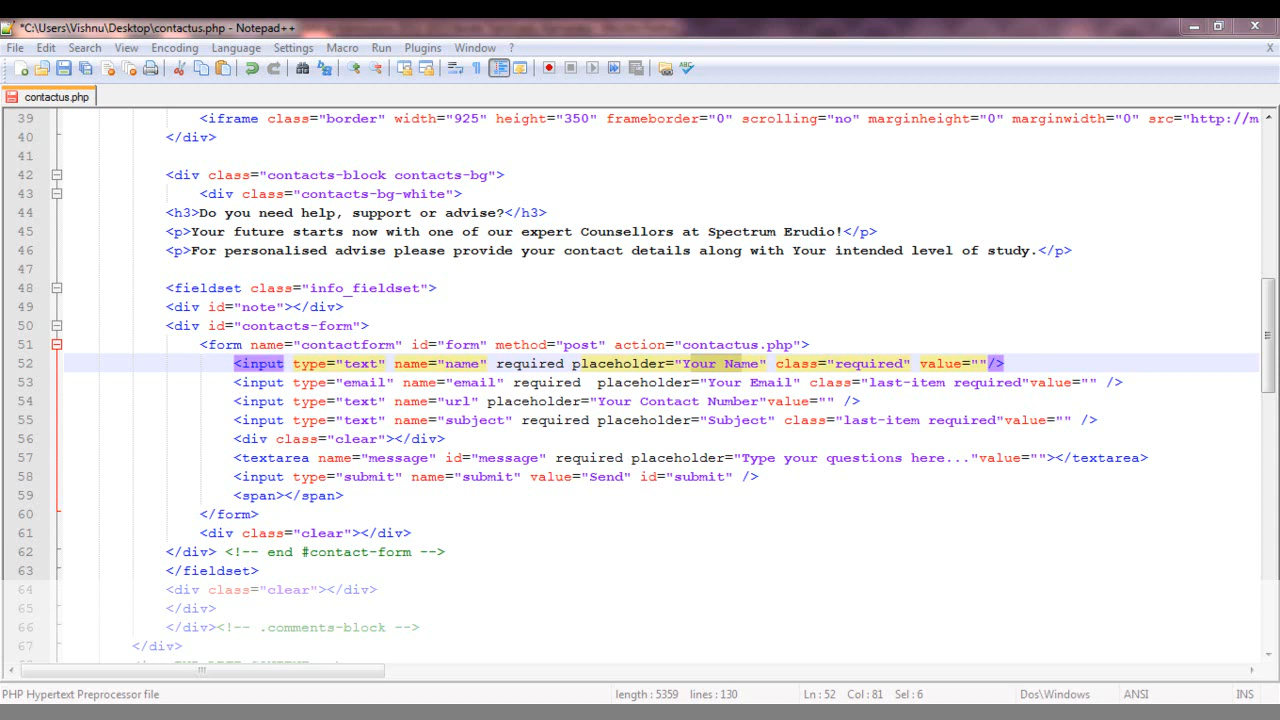 *C:\Users\Vishnu\Desktop\contactus.php - Notepad++
File Edit Search View Encoding Language Settings Macro Run Plugins Window ? X
contactus.php
39 <iframe class="border" width="925" height="350" frameborder="0" scrolling="no" marginheight="0" marginwidth="0" src="http://m
40 </div>
41
42 <div class="contacts-block contacts-bg">
43 <div class="contacts-bg-white">
44 <h3>Do you need help, support or advise?</h3>
45 <p>Your future starts now with one of our expert Counsellors at Spectrum Erudio!</p>
46 <p>For personalised advise please provide your contact details along with Your intended level of study.</p>
47
48 <fieldset class="info_fieldset">
49 <div id="note"></div>
50 <div id="contacts-form">
51 <form name="contactform" id="form" method="post" action="contactus.php">
52 <input type="text" name="name" required placeholder="Your Name" class="required" value=""/>
53 <input type="email" name="email" required  placeholder="Your Email" class="last-item required"value="" />
54 <input type="text" name="url" placeholder="Your Contact Number"value="" />
55 <input type="text" name="subject" required placeholder="Subject" class="last-item required"value="" />
56 <div class="clear"></div>
57 <textarea name="message" id="message" required placeholder="Type your questions here..."value=""></textarea>
58 <input type="submit" name="submit" value="Send" id="submit" />
59 <span></span>
60 </form>
61 <div class="clear"></div>
62 </div> <!-- end #contact-form -->
63 </fieldset>
64 <div class="clear"></div>
65 </div>
66 </div><!-- .comments-block -->
67 </div>
PHP Hypertext Preprocessor file length : 5359 lines : 130 Ln : 52 Col : 81 Sel : 6 Dos\Windows ANSI INS